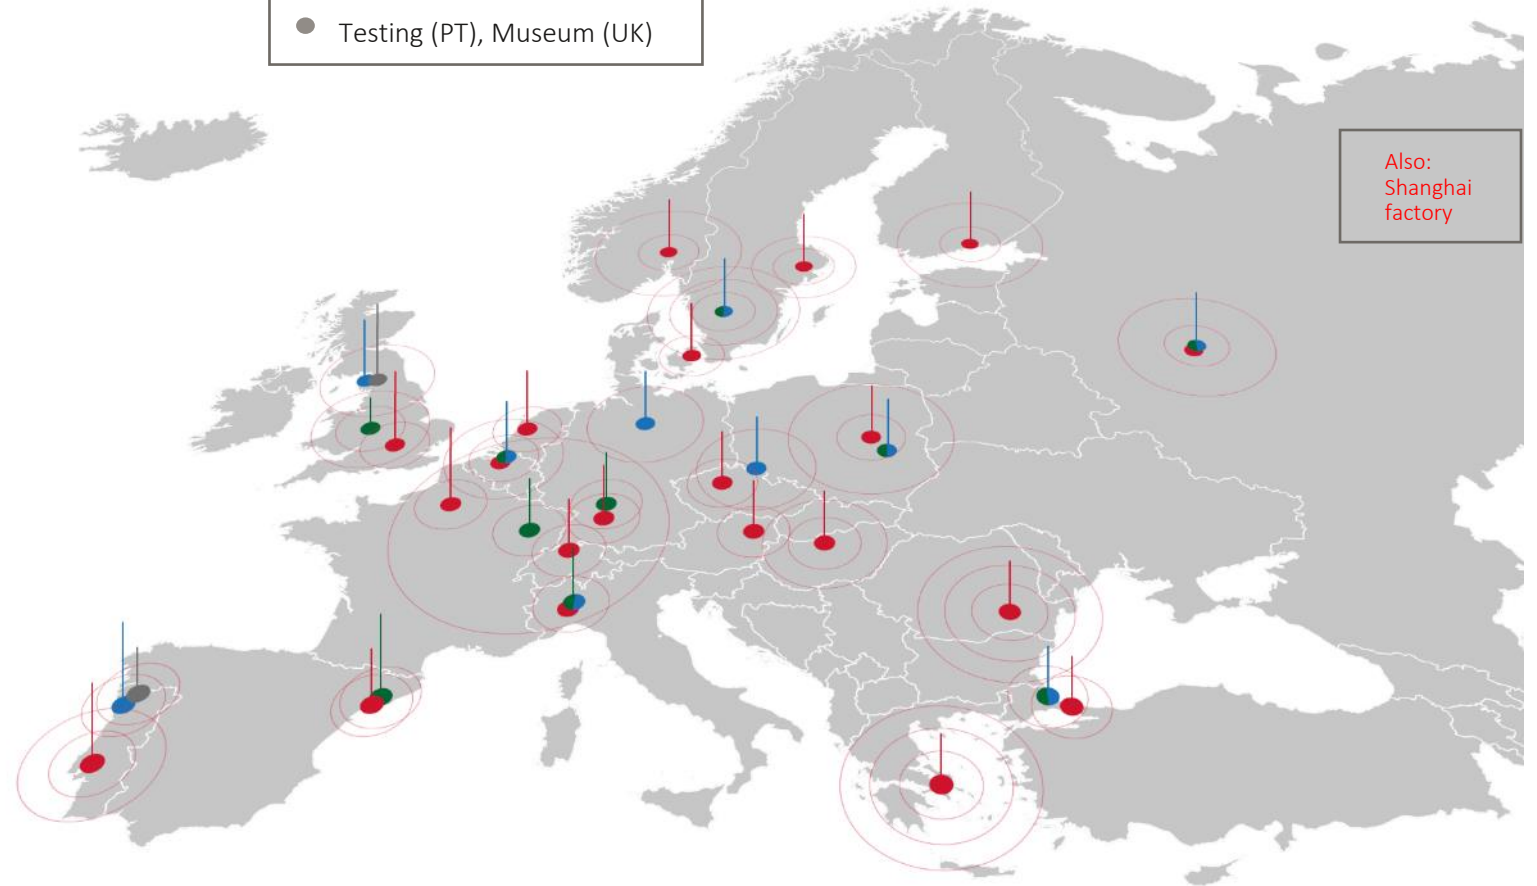 Testing (PT), Museum (UK)
Also:
Shanghai
factory